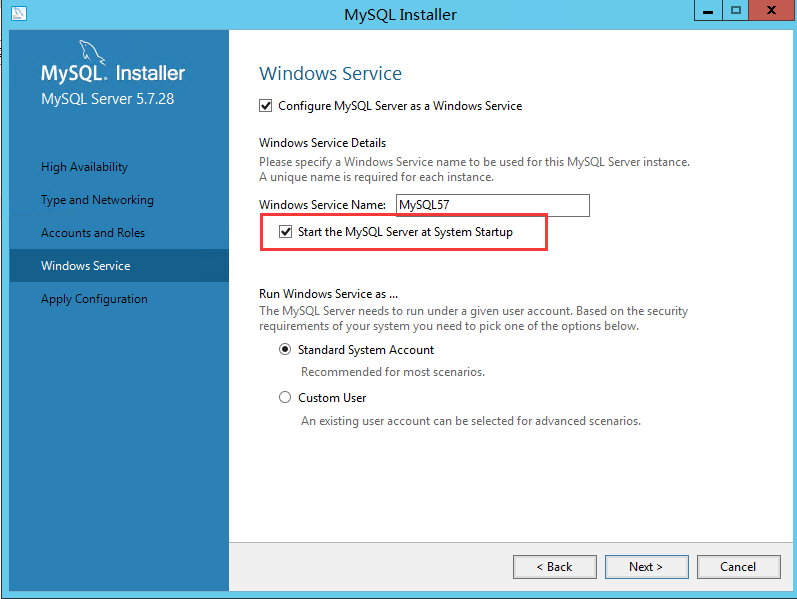 MySQL Installer
MySQL. Installer
MySQL Server 5.7.28
High Availability
Type and Networking
Accounts and Roles
Windows Service
Apply Configuration
Windows Service
Configure MySQL Server as a Windows Service
Windows Service Details
Please specify a Windows Service name to be used for this MySQL Server instance.
A unique name is required for each instance.
Windows Service Name: MySQL57
Start the MySQL Server at System Startup
Run Windows Service as ...
The MySQL Server needs to run under a given user account. Based on the security
requirements of your system you need to pick one of the options below.
Standard System Account
Recommended for most scenarios.
Custom User
An existing user account can be selected for advanced scenarios.
< Back Next > Cancel